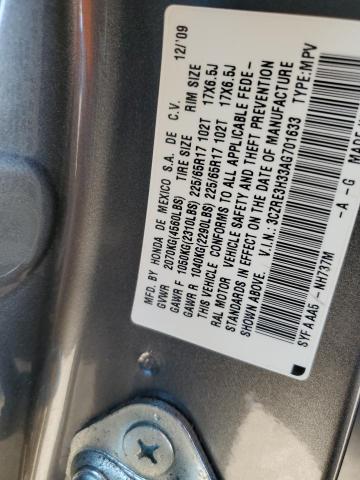 MFD. BY HONDA DE MEXICO S.A. DE C.V. 12/'09
GVWR 2070KG(4560LBS) TIRE SIZE RIM SIZE
GAWR F 1050KG(2310LBS) 225/65R17 102T 17X6.5J
GAWR R 1040KG(2290LBS) 225/65R17 102T 17X6.5J
THIS VEHICLE CONFORMS TO ALL APPLICABLE FEDE-
RAL MOTOR VEHICLE SAFETY AND THEFT PREVENTION
STANDARDS IN EFFECT ON THE DATE OF MANUFACTURE
SHOWN ABOVE.
V.I.N.: 3CZRE3H33AG701633 TYPE:MPV
SYFAAA5 - NH737M -A -G